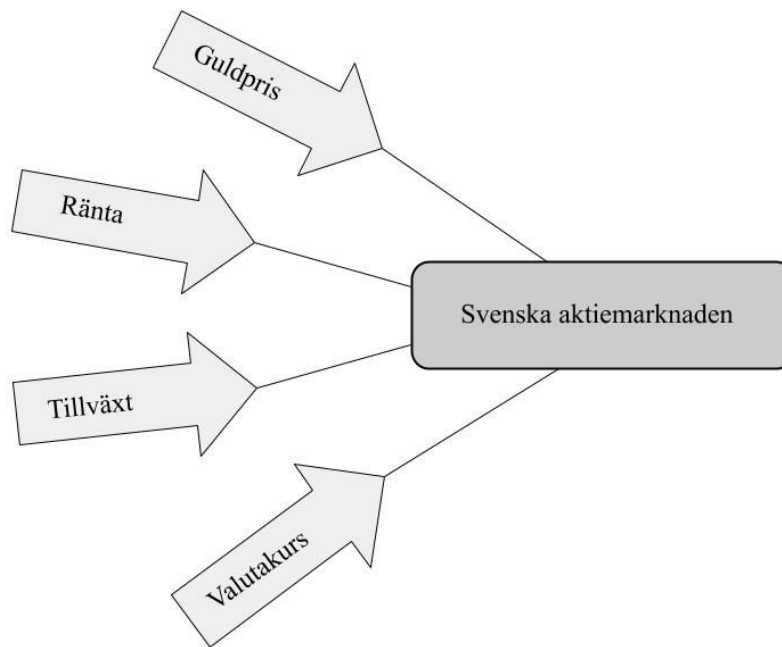 Guldpris
Ränta
Svenska aktiemarknaden
Tillväxt
Valutakurs